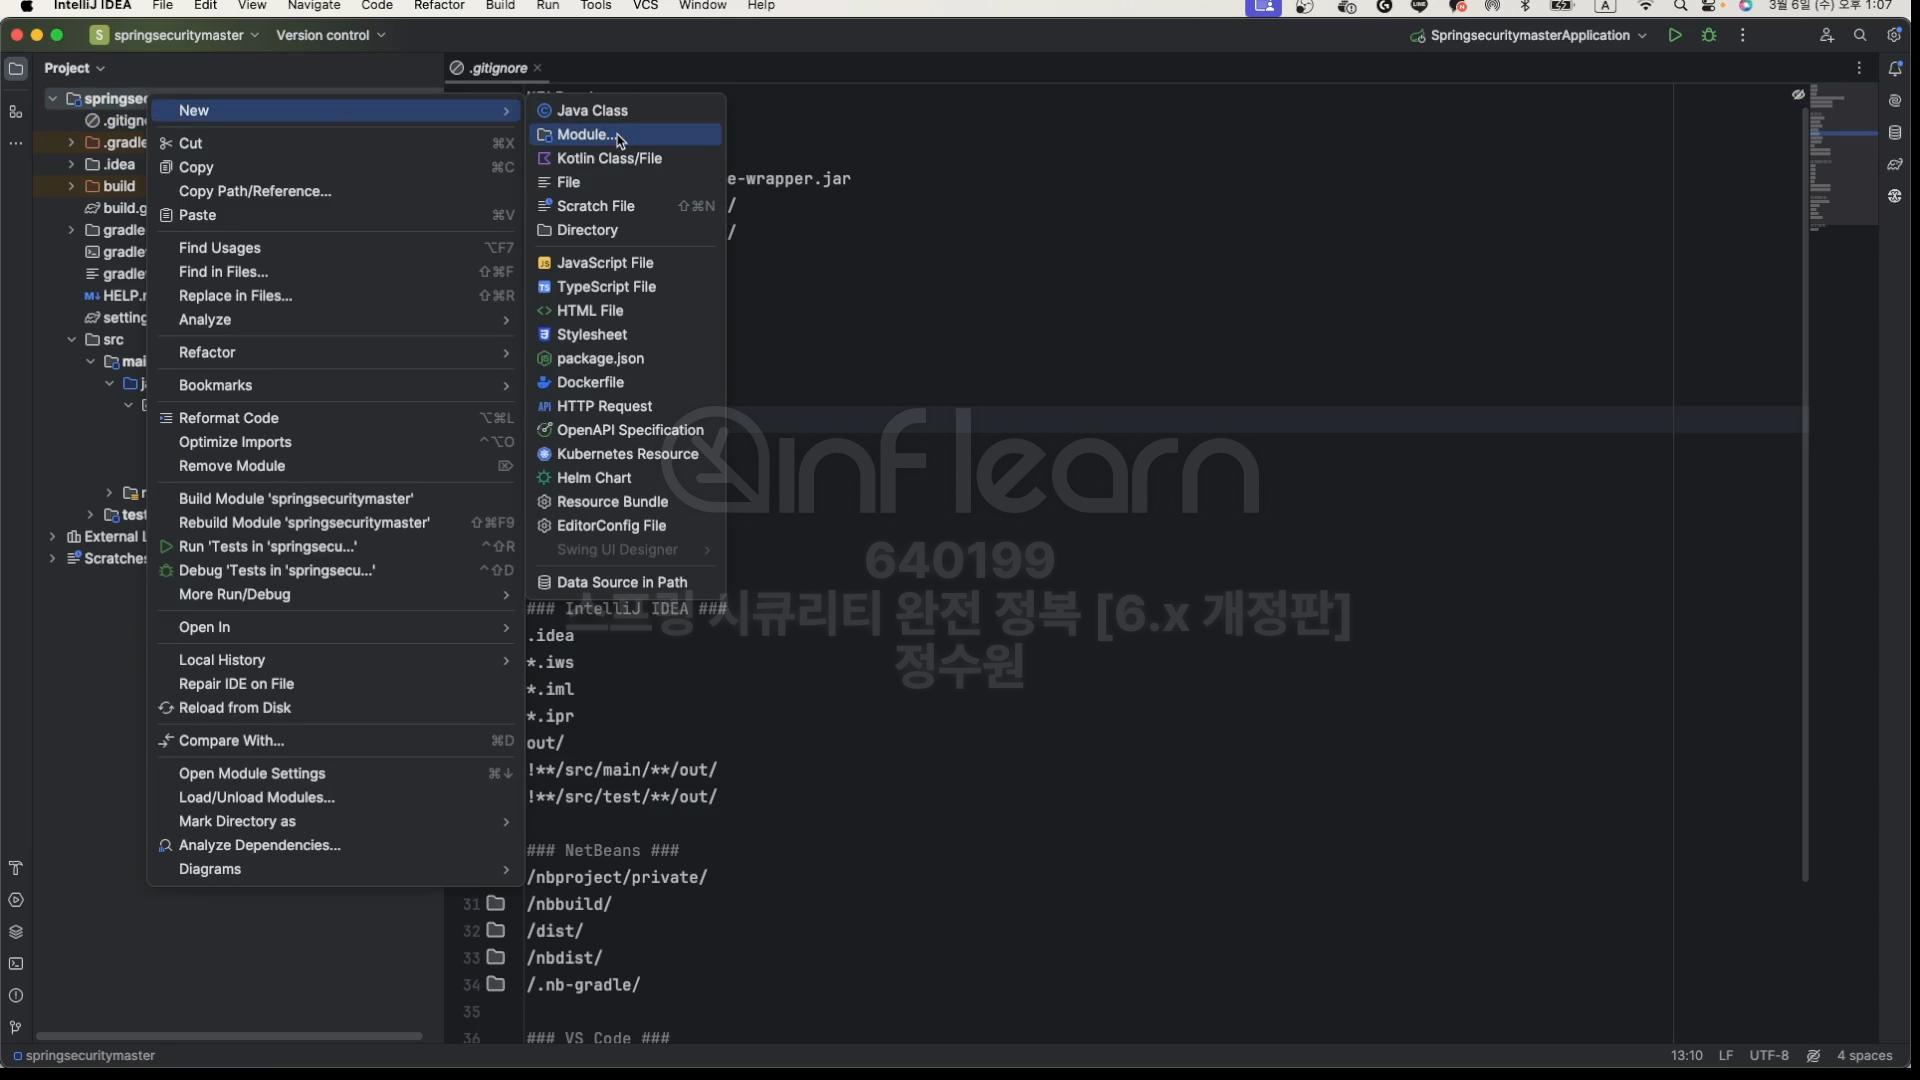 IntelliJ IDEA File Edit View Navigate Code Refactor Build Run Tools VCS Window Help
3월 6일 (수) 오후 1:07
springsecuritymaster Version control
SpringsecuritymasterApplication
Project
.gitignore
springsec
New
Java Class
.gitign
Module...
.gradle
Cut ⌘X
Kotlin Class/File
.idea
Copy ⌘C
File
e-wrapper.jar
build
Copy Path/Reference...
Scratch File ⇧⌘N
/
build.g
Paste ⌘V
Directory
/
gradle
Find Usages ⌥F7
JavaScript File
gradle
Find in Files... ⇧⌘F
TypeScript File
gradle
Replace in Files... ⇧⌘R
HTML File
HELP.
Analyze
Stylesheet
setting
Refactor
package.json
src
Bookmarks
Dockerfile
mai
Reformat Code ⌥⌘L
HTTP Request
j
Optimize Imports ⌃⌥O
OpenAPI Specification
Remove Module ⌦
Kubernetes Resource
Helm Chart
r
Build Module 'springsecuritymaster'
Resource Bundle
test
Rebuild Module 'springsecuritymaster' ⇧⌘F9
EditorConfig File
External L
Run 'Tests in 'springsecu...' ⌃⇧R
Swing UI Designer
Scratches
Debug 'Tests in 'springsecu...' ⌃⇧D
Data Source in Path
More Run/Debug
Open In
Local History
Repair IDE on File
Reload from Disk
Compare With... ⌘D
Open Module Settings ⌘↓
Load/Unload Modules...
Mark Directory as
Analyze Dependencies...
Diagrams
inflearn
640199
스프링 시큐리티 완전 정복 [6.x 개정판]
정수원
### IntelliJ IDEA ###
.idea
*.iws
*.iml
*.ipr
out/
!**/src/main/**/out/
!**/src/test/**/out/
### NetBeans ###
/nbproject/private/
31 /nbbuild/
32 /dist/
33 /nbdist/
34 /.nb-gradle/
35
36 ### VS Code ###
springsecuritymaster
13:10 LF UTF-8 4 spaces